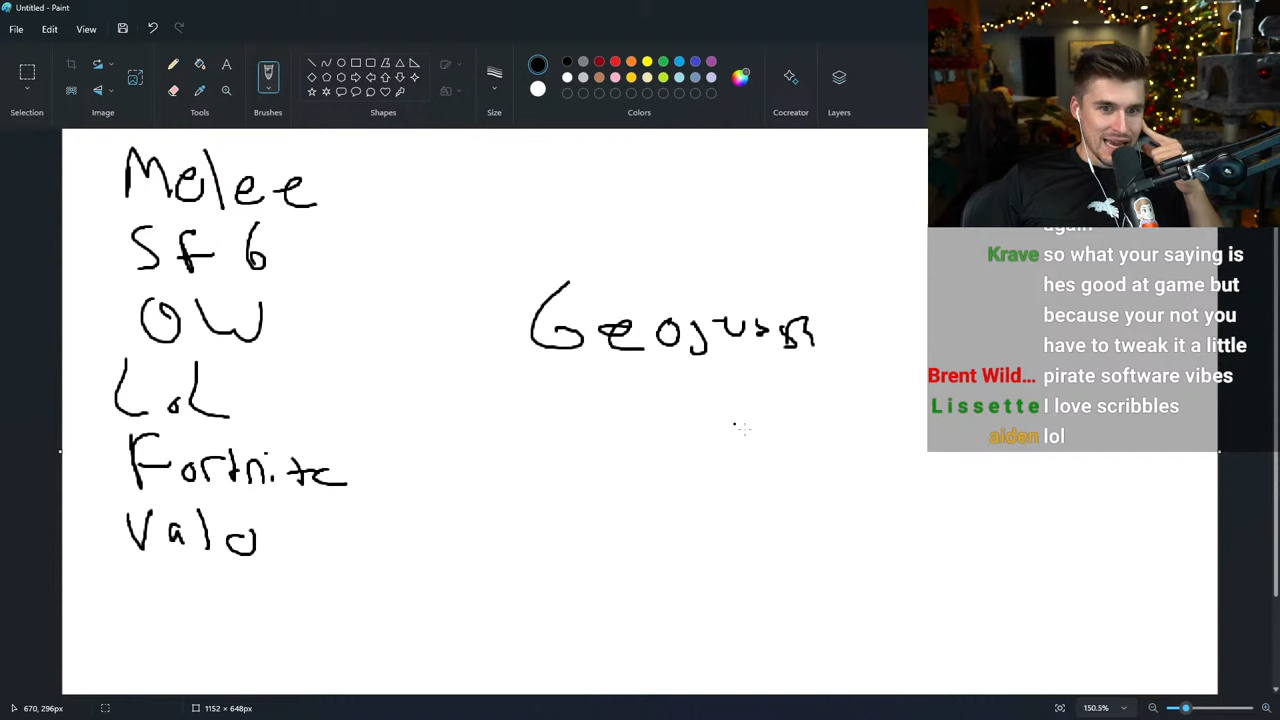 Untitled - Paint
File Edit View
Selection Image Tools Brushes Shapes Size Colors Cocreator Layers
Melee
Sf 6
OW
LoL
Fortnite
Valo
again
Krave so what your saying is
hes good at game but
because your not you
have to tweak it a little
Brent Wild... pirate software vibes
Lissette I love scribbles
aiden lol
670, 296px
1152 × 648px
150.5%